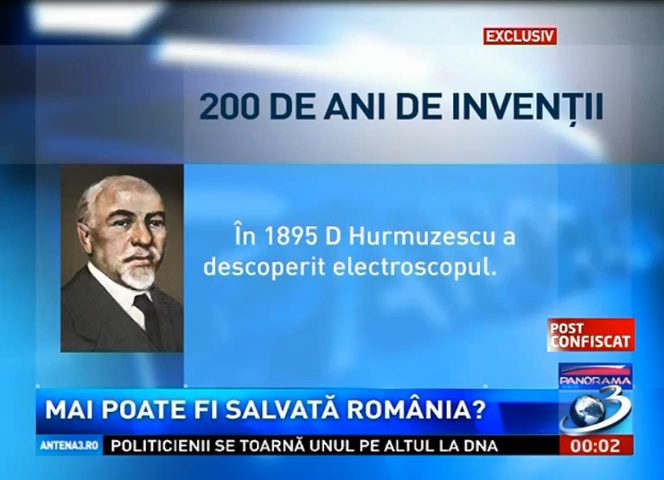 EXCLUSIV
200 DE ANI DE INVENȚII
În 1895 D Hurmuzescu a
descoperit electroscopul.
POST
CONFISCAT
PANORAMA
3
MAI POATE FI SALVATĂ ROMÂNIA?
ANTENA3.RO POLITICIENII SE TOARNĂ UNUL PE ALTUL LA DNA 00:02